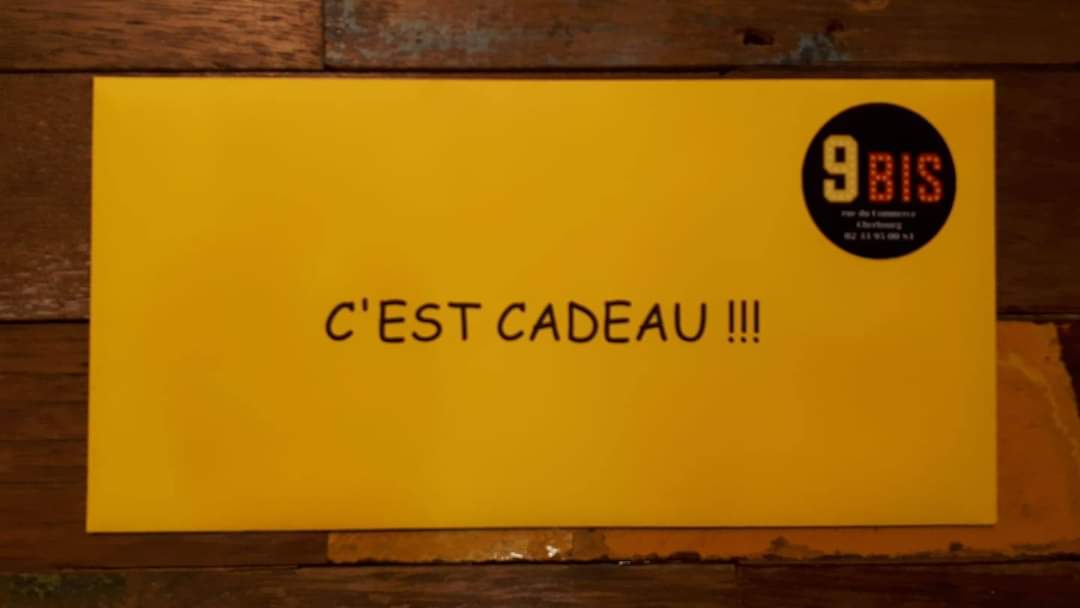 9 BIS
rue du Commerce
Cherbourg
C'EST CADEAU !!!